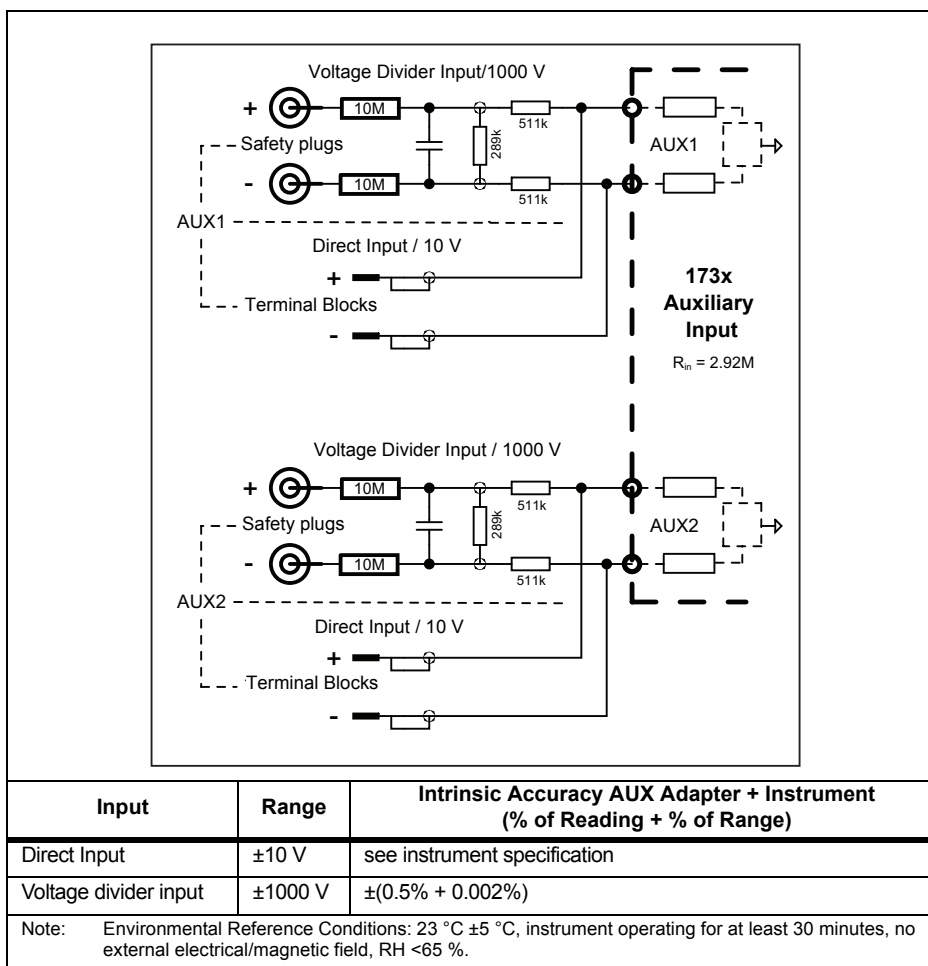 Voltage Divider Input/1000 V
+
10M
511k
Safety plugs
289k
AUX1
-
10M
511k
AUX1
Direct Input / 10 V
+
Terminal Blocks
-
173x
Auxiliary
Input
Rin = 2.92M
Voltage Divider Input / 1000 V
+
10M
511k
Safety plugs
289k
AUX2
-
10M
511k
AUX2
Direct Input / 10 V
+
Terminal Blocks
-
Input Range Intrinsic Accuracy AUX Adapter + Instrument
(% of Reading + % of Range)
Direct Input ±10 V see instrument specification
Voltage divider input ±1000 V ±(0.5% + 0.002%)
Note: Environmental Reference Conditions: 23 °C ±5 °C, instrument operating for at least 30 minutes, no
external electrical/magnetic field, RH <65 %.